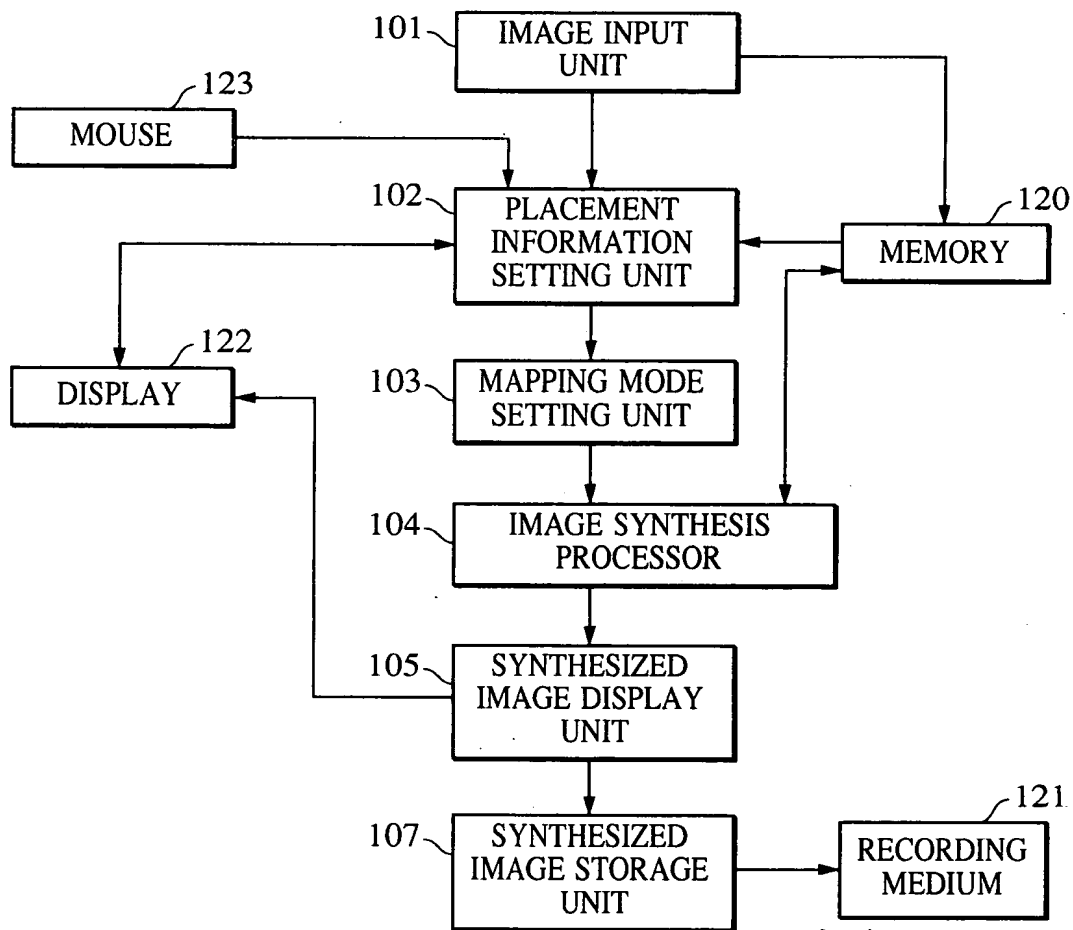 101
IMAGE INPUT
UNIT
123
MOUSE
102
PLACEMENT
INFORMATION
SETTING UNIT
120
MEMORY
122
DISPLAY
103
MAPPING MODE
SETTING UNIT
104
IMAGE SYNTHESIS
PROCESSOR
105
SYNTHESIZED
IMAGE DISPLAY
UNIT
107
SYNTHESIZED
IMAGE STORAGE
UNIT
121
RECORDING
MEDIUM